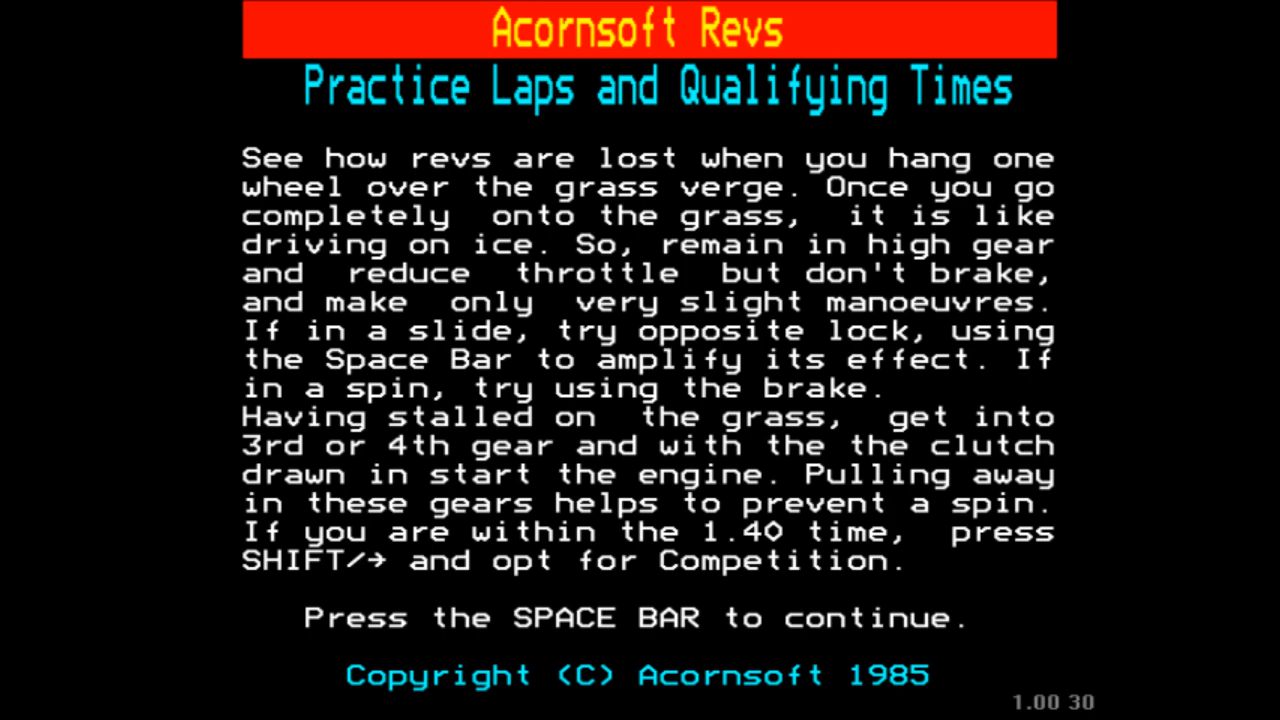 Acornsoft Revs
Practice Laps and Qualifying Times
See how revs are lost when you hang one
wheel over the grass verge. Once you go
completely onto the grass, it is like
driving on ice. So, remain in high gear
and reduce throttle but don't brake,
and make only very slight manoeuvres.
If in a slide, try opposite lock, using
the Space Bar to amplify its effect. If
in a spin, try using the brake.
Having stalled on the grass, get into
3rd or 4th gear and with the the clutch
drawn in start the engine. Pulling away
in these gears helps to prevent a spin.
If you are within the 1.40 time, press
SHIFT/→ and opt for Competition.
Press the SPACE BAR to continue.
Copyright (C) Acornsoft 1985
1.00 30